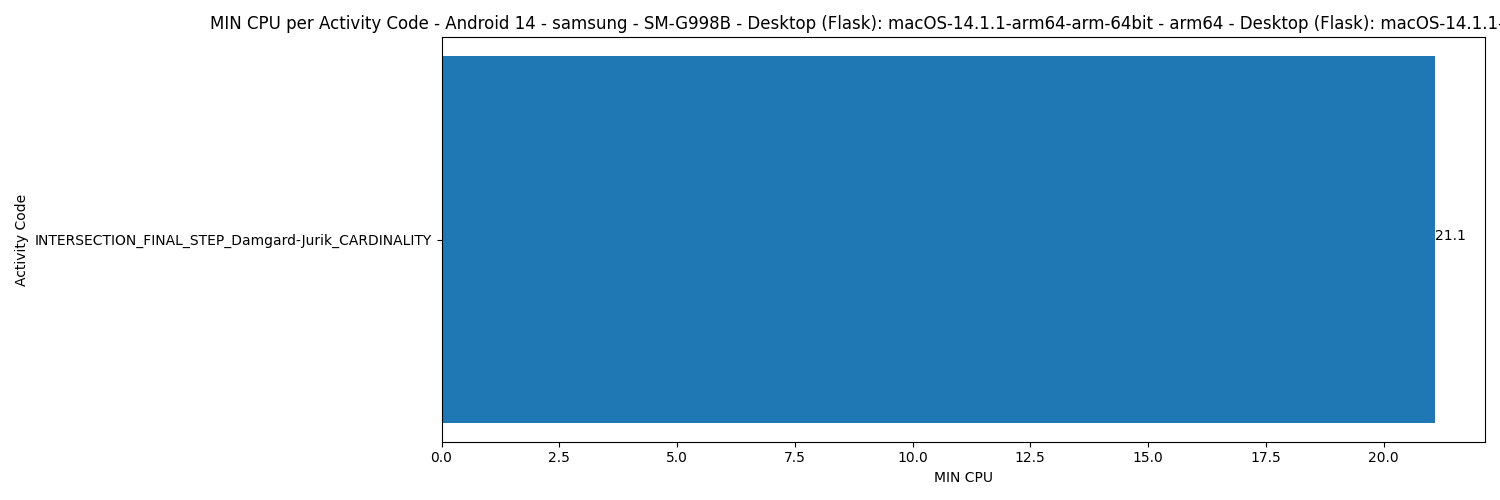 MIN CPU per Activity Code - Android 14 - samsung - SM-G998B - Desktop (Flask): macOS-14.1.1-arm64-arm-64bit - arm64 - Desktop (Flask): macOS-14.1.1-
Activity Code
INTERSECTION_FINAL_STEP_Damgard-Jurik_CARDINALITY
21.1
0.0 2.5 5.0 7.5 10.0 12.5 15.0 17.5 20.0
MIN CPU